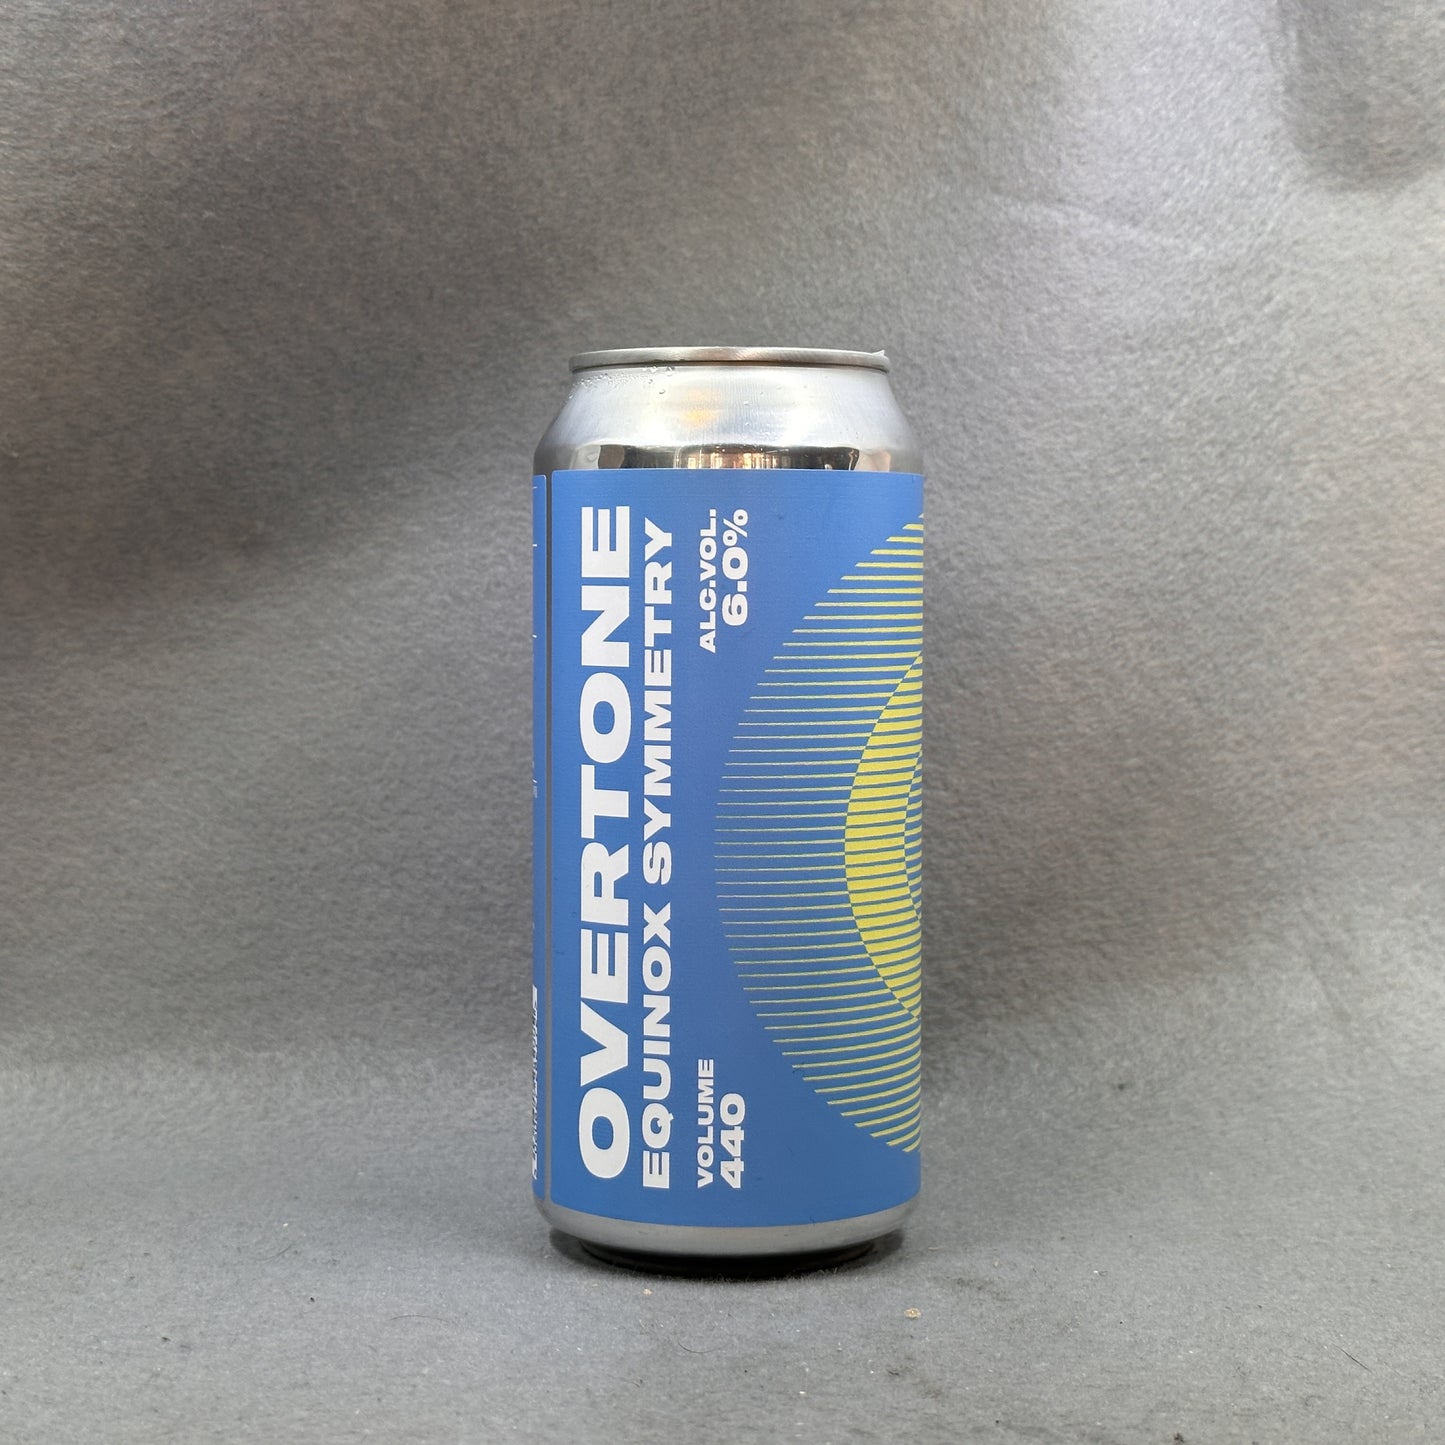 OVERTONE
EQUINOX SYMMETRY
VOLUME
440
ALC.VOL.
6.0%